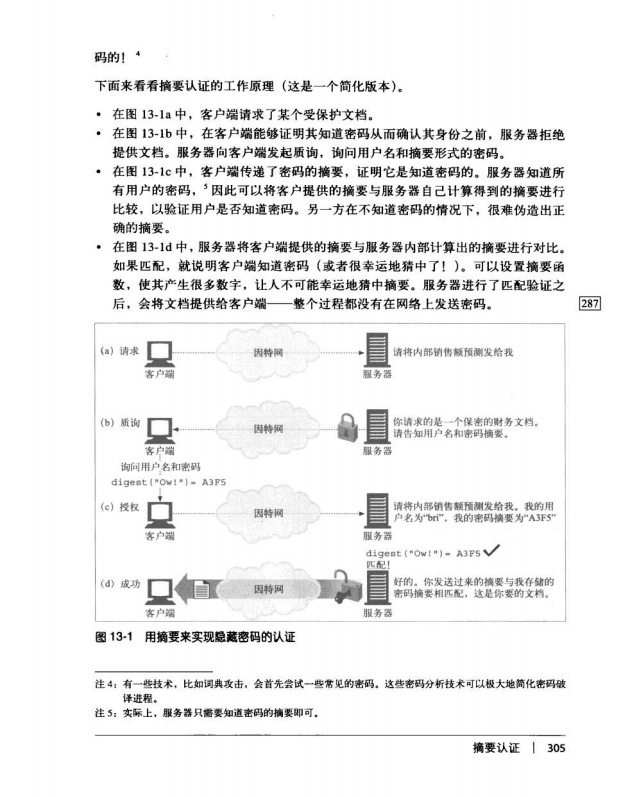 码的！⁴
下面来看看摘要认证的工作原理（这是一个简化版本）。
• 在图 13-1a 中，客户端请求了某个受保护文档。
• 在图 13-1b 中，在客户端能够证明其知道密码从而确认其身份之前，服务器拒绝
提供文档。服务器向客户端发起质询，询问用户名和摘要形式的密码。
• 在图 13-1c 中，客户端传递了密码的摘要，证明它是知道密码的。服务器知道所
有用户的密码，⁵ 因此可以将客户提供的摘要与服务器自己计算得到的摘要进行
比较，以验证用户是否知道密码。另一方在不知道密码的情况下，很难伪造出正
确的摘要。
• 在图 13-1d 中，服务器将客户端提供的摘要与服务器内部计算出的摘要进行对比。
如果匹配，就说明客户端知道密码（或者很幸运地猜中了！）。可以设置摘要函
数，使其产生很多数字，让人不可能幸运地猜中摘要。服务器进行了匹配验证之
后，会将文档提供给客户端——整个过程都没有在网络上发送密码。
287
(a) 请求
因特网
请将内部销售额预测发给我
客户端
服务器
(b) 质询
因特网
你请求的是一个保密的财务文档。
请告知用户名和密码摘要。
客户端
服务器
询问用户名和密码
digest("Ow!")= A3F5
(c) 授权
因特网
请将内部销售额预测发给我。我的用
户名为“bri”，我的密码摘要为“A3F5”
客户端
服务器
digest("Ow!")= A3F5
匹配！
(d) 成功
因特网
好的。你发送过来的摘要与我存储的
密码摘要相匹配，这是你要的文档。
客户端
服务器
图 13-1 用摘要来实现隐藏密码的认证
注 4：有一些技术，比如词典攻击，会首先尝试一些常见的密码。这些密码分析技术可以极大地简化密码破
译进程。
注 5：实际上，服务器只需要知道密码的摘要即可。
摘要认证 | 305